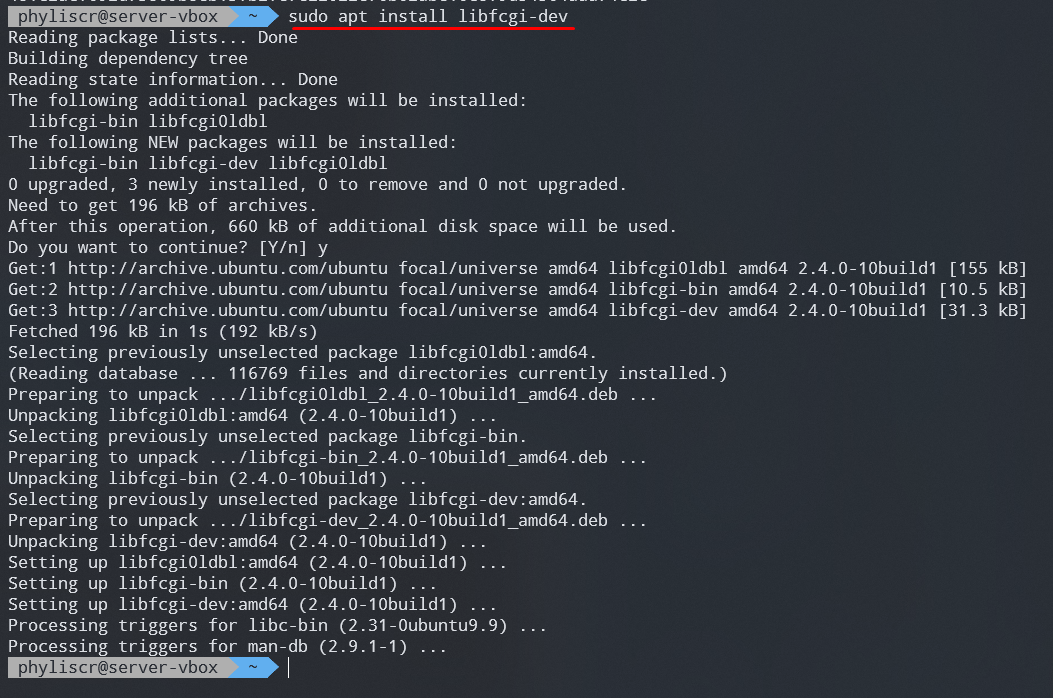 phyliscr@server-vbox ~ sudo apt install libfcgi-dev
Reading package lists... Done
Building dependency tree
Reading state information... Done
The following additional packages will be installed:
  libfcgi-bin libfcgi0ldbl
The following NEW packages will be installed:
  libfcgi-bin libfcgi-dev libfcgi0ldbl
0 upgraded, 3 newly installed, 0 to remove and 0 not upgraded.
Need to get 196 kB of archives.
After this operation, 660 kB of additional disk space will be used.
Do you want to continue? [Y/n] y
Get:1 http://archive.ubuntu.com/ubuntu focal/universe amd64 libfcgi0ldbl amd64 2.4.0-10build1 [155 kB]
Get:2 http://archive.ubuntu.com/ubuntu focal/universe amd64 libfcgi-bin amd64 2.4.0-10build1 [10.5 kB]
Get:3 http://archive.ubuntu.com/ubuntu focal/universe amd64 libfcgi-dev amd64 2.4.0-10build1 [31.3 kB]
Fetched 196 kB in 1s (192 kB/s)
Selecting previously unselected package libfcgi0ldbl:amd64.
(Reading database ... 116769 files and directories currently installed.)
Preparing to unpack .../libfcgi0ldbl_2.4.0-10build1_amd64.deb ...
Unpacking libfcgi0ldbl:amd64 (2.4.0-10build1) ...
Selecting previously unselected package libfcgi-bin.
Preparing to unpack .../libfcgi-bin_2.4.0-10build1_amd64.deb ...
Unpacking libfcgi-bin (2.4.0-10build1) ...
Selecting previously unselected package libfcgi-dev:amd64.
Preparing to unpack .../libfcgi-dev_2.4.0-10build1_amd64.deb ...
Unpacking libfcgi-dev:amd64 (2.4.0-10build1) ...
Setting up libfcgi0ldbl:amd64 (2.4.0-10build1) ...
Setting up libfcgi-bin (2.4.0-10build1) ...
Setting up libfcgi-dev:amd64 (2.4.0-10build1) ...
Processing triggers for libc-bin (2.31-0ubuntu9.9) ...
Processing triggers for man-db (2.9.1-1) ...
phyliscr@server-vbox ~